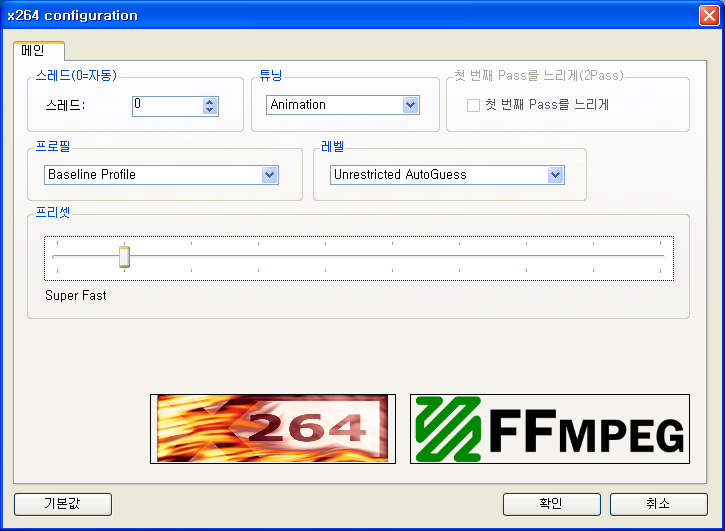 x264 configuration
메인
스레드(0=자동)
스레드:
0
튜닝
Animation
첫 번째 Pass를 느리게(2Pass)
첫 번째 Pass를 느리게
프로필
Baseline Profile
레벨
Unrestricted AutoGuess
프리셋
Super Fast
264
FFMPEG
기본값
확인
취소